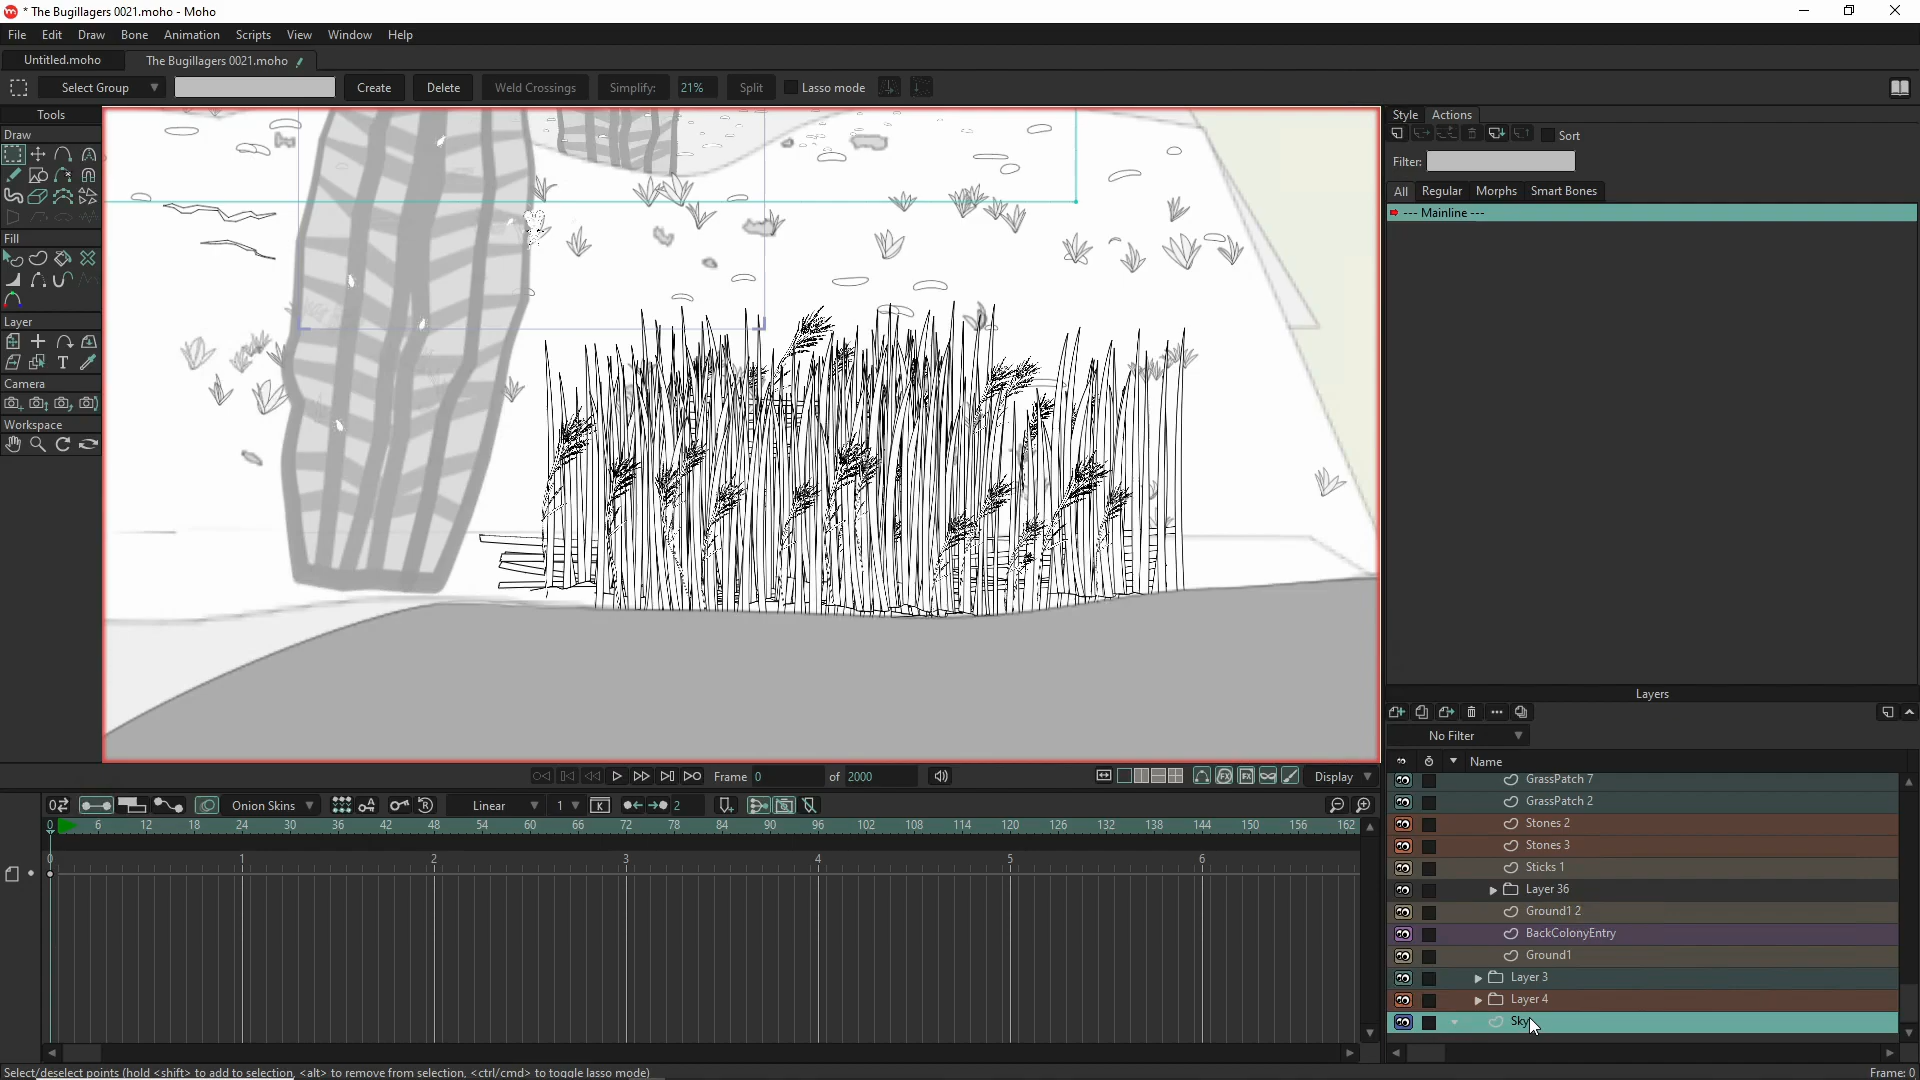 * The Bugillagers 0021.moho - Moho
File Edit Draw Bone Animation Scripts View Window Help
Untitled.moho The Bugillagers 0021.moho
Select Group Create Delete Weld Crossings Simplify: 21% Split Lasso mode
Tools
Draw
Fill
Layer
Camera
Workspace
Style Actions
Sort
Filter:
All Regular Morphs Smart Bones
--- Mainline ---
Layers
No Filter
Name
GrassPatch 7
GrassPatch 2
Stones 2
Stones 3
Sticks 1
Layer 36
Ground1 2
BackColonyEntry
Ground1
Layer 3
Layer 4
Sky
Frame 0 of 2000 Display
Onion Skins Linear 1 2
0 6 12 18 24 30 36 42 48 54 60 66 72 78 84 90 96 102 108 114 120 126 132 138 144 150 156 162
0 1 2 3 4 5 6
Select/deselect points (hold <shift> to add to selection, <alt> to remove from selection, <ctrl/cmd> to toggle lasso mode)
Frame: 0